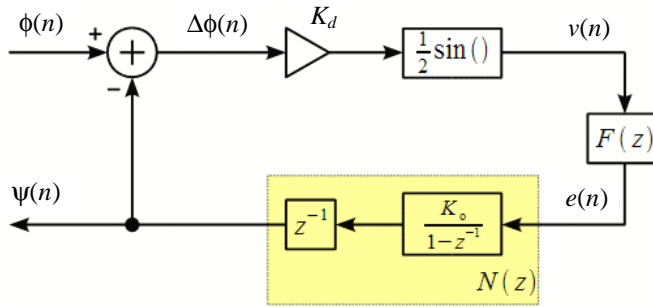 ϕ(n)
+
-
Δϕ(n)
K_d
1/2 sin()
v(n)
F(z)
e(n)
K_o/(1−z^{-1})
z^{-1}
N(z)
ψ(n)